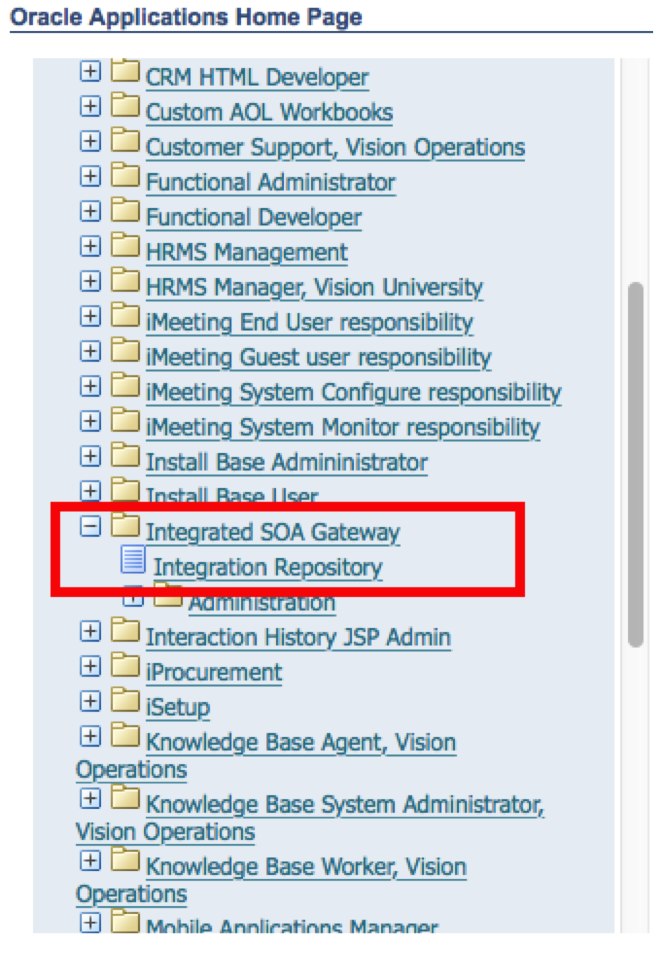 Oracle Applications Home Page
CRM HTML Developer
Custom AOL Workbooks
Customer Support, Vision Operations
Functional Administrator
Functional Developer
HRMS Management
HRMS Manager, Vision University
iMeeting End User responsibility
iMeeting Guest user responsibility
iMeeting System Configure responsibility
iMeeting System Monitor responsibility
Install Base Admininistrator
Install Base User
Integrated SOA Gateway
Integration Repository
Administration
Interaction History JSP Admin
iProcurement
iSetup
Knowledge Base Agent, Vision
Operations
Knowledge Base System Administrator,
Vision Operations
Knowledge Base Worker, Vision
Operations
Mobile Applications Manager